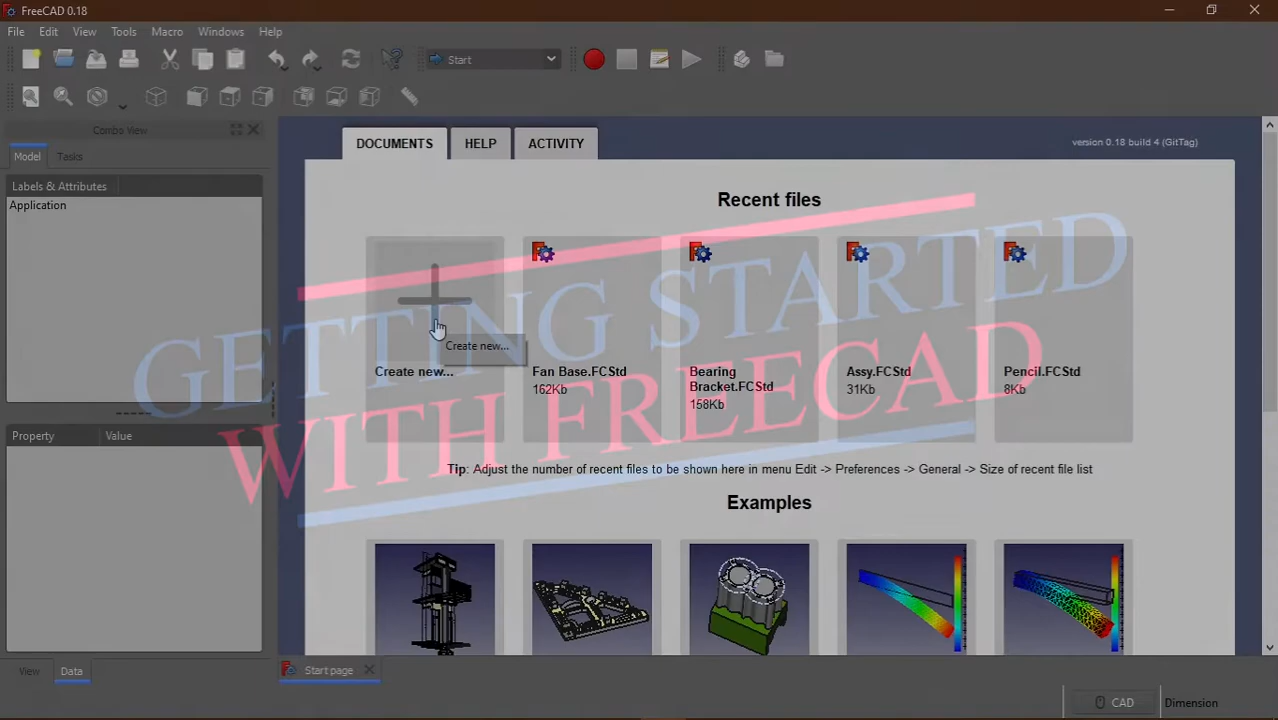 FreeCAD 0.18
File Edit View Tools Macro Windows Help
Start
Combo View
Model Tasks
Labels & Attributes
Application
Property Value
View Data
DOCUMENTS HELP ACTIVITY
version 0.18 build 4 (GitTag)
Recent files
Create new...
Create new...
Fan Base.FCStd
162Kb
Bearing
Bracket.FCStd
158Kb
Assy.FCStd
31Kb
Pencil.FCStd
8Kb
GETTING STARTED
WITH FREECAD
Tip: Adjust the number of recent files to be shown here in menu Edit -> Preferences -> General -> Size of recent file list
Examples
Start page
CAD Dimension